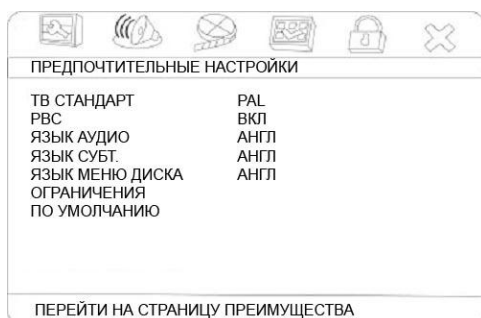 ПРЕДПОЧТИТЕЛЬНЫЕ НАСТРОЙКИ
ТВ СТАНДАРТ PAL
PBC ВКЛ
ЯЗЫК АУДИО АНГЛ
ЯЗЫК СУБТ. АНГЛ
ЯЗЫК МЕНЮ ДИСКА АНГЛ
ОГРАНИЧЕНИЯ
ПО УМОЛЧАНИЮ
ПЕРЕЙТИ НА СТРАНИЦУ ПРЕИМУЩЕСТВА